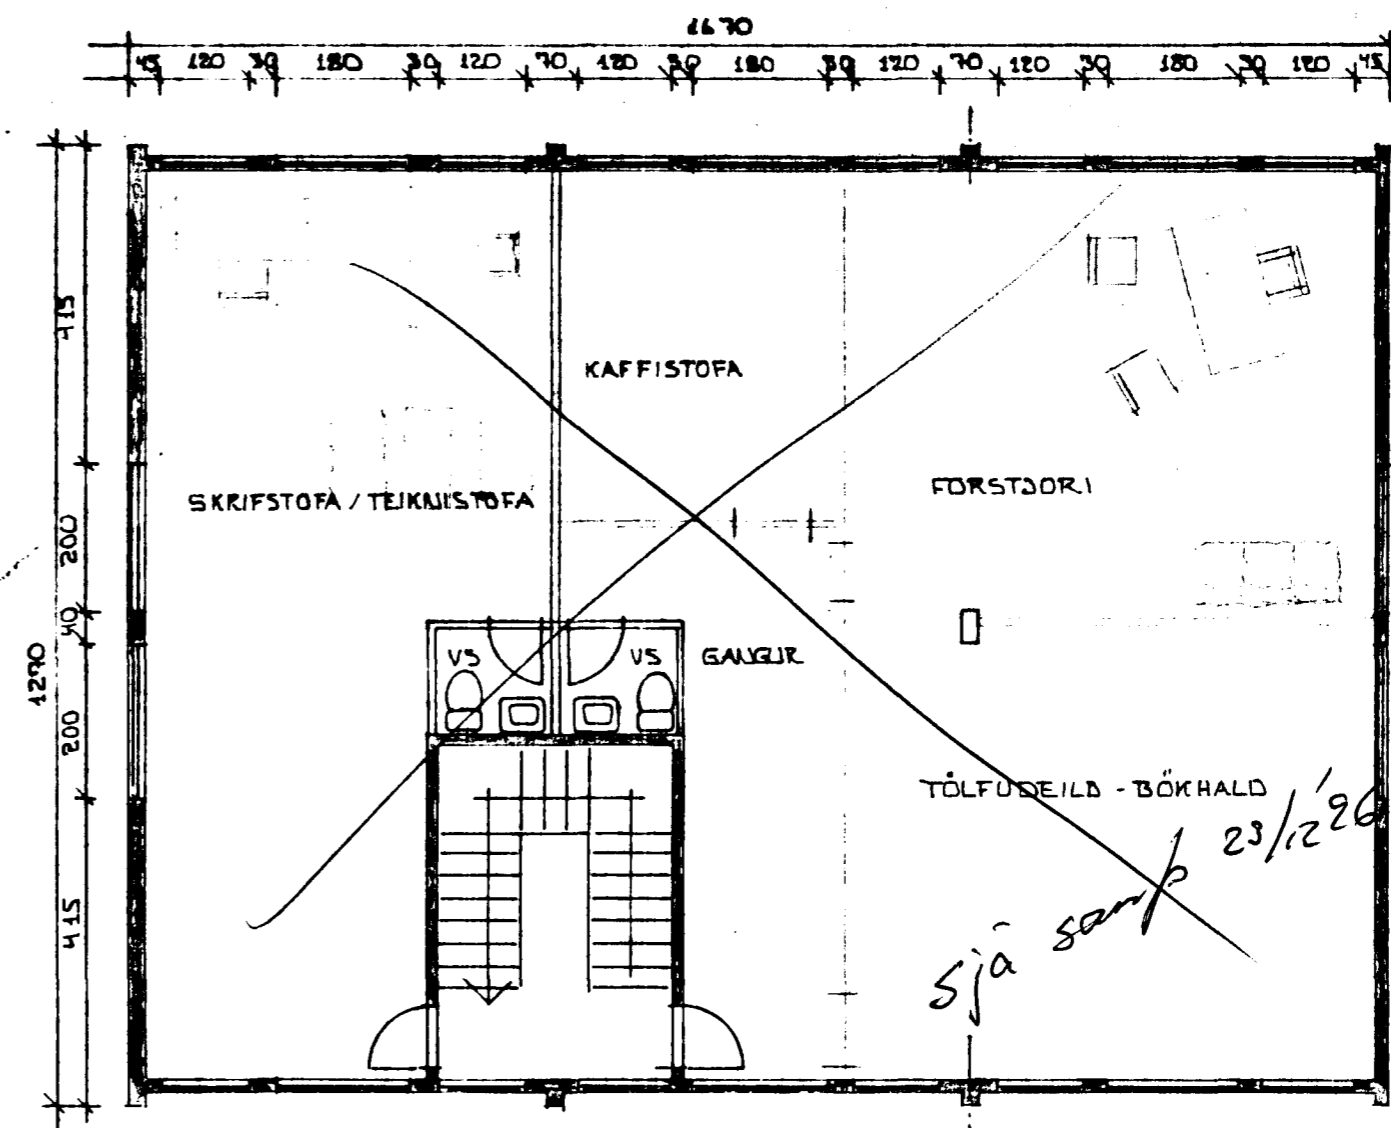 1670
45 120 30 180 30 120 70 120 30 180 30 120 70 120 30 180 30 120 45
415
KAFFISTOFA
FORSTJORI
SKRIFSTOFA / TEIKNISTOFA
200
40
1270
VS VS GANGUR
200
TÖLFUDEILD - BÓKHALD
sjá samþ 23/12 '96
415